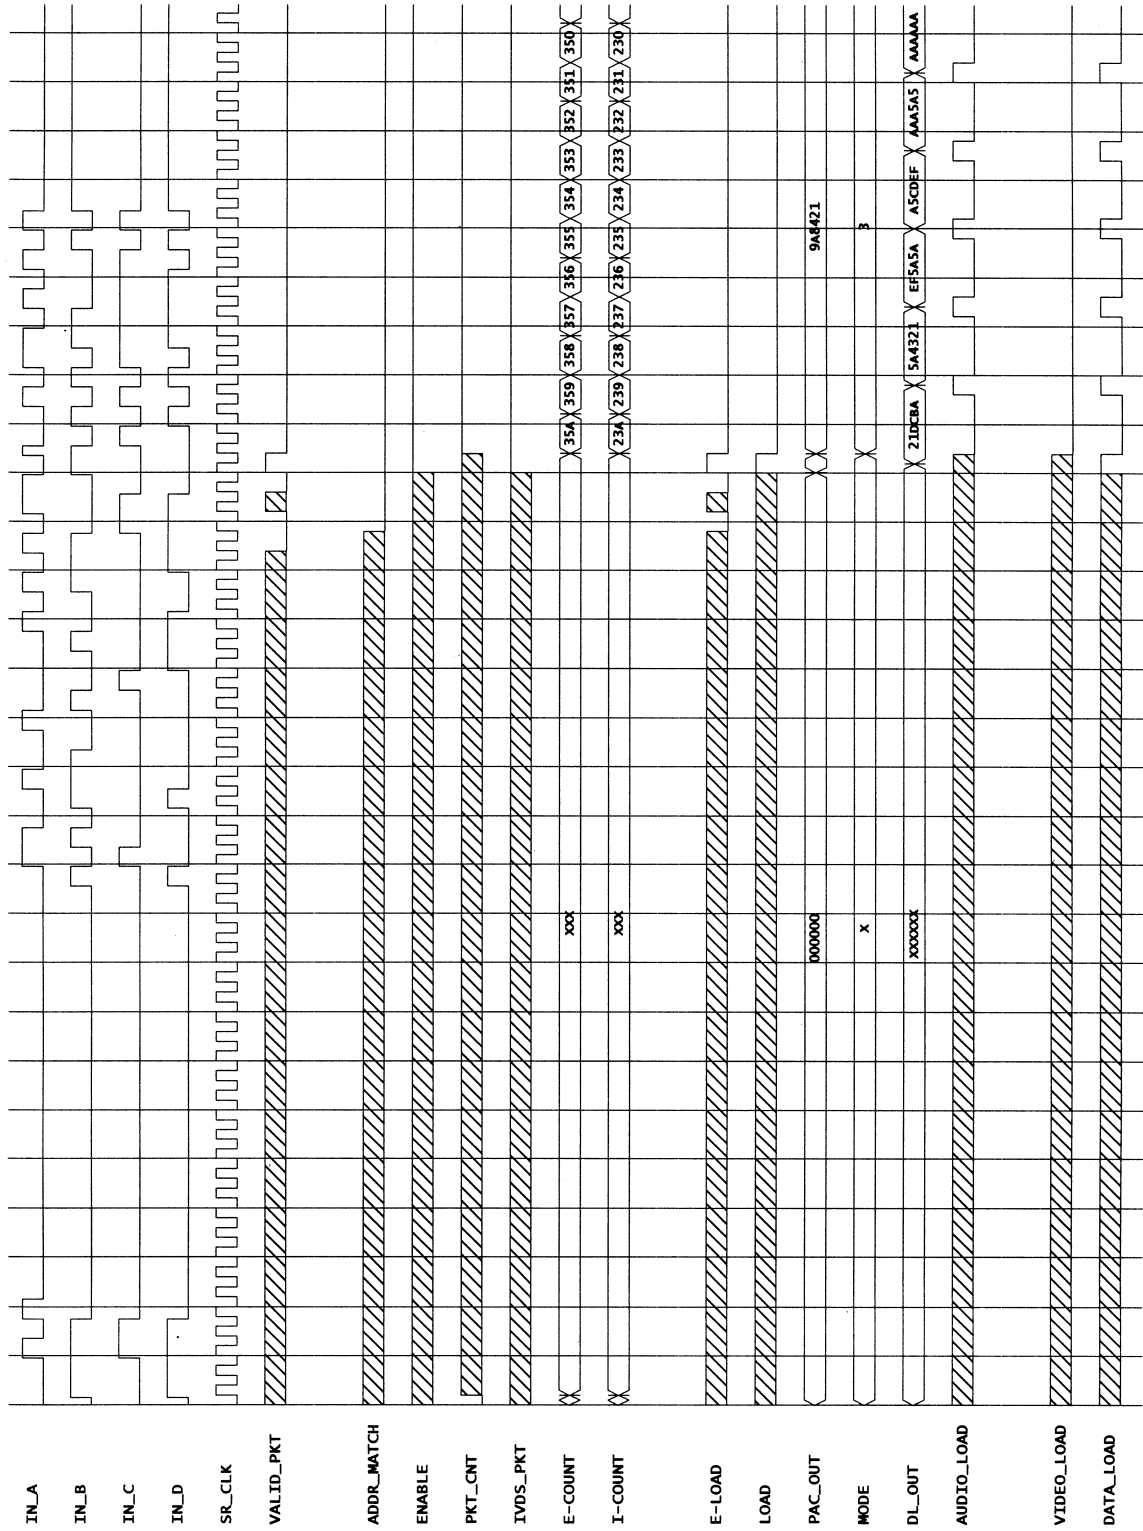 IN_A
IN_B
IN_C
IN_D
SR_CLK
VALID_PKT
ADDR_MATCH
ENABLE
PKT_CNT
IVDS_PKT
E-COUNT XXX 35A 359 358 357 356 355 354 353 352 351 350
I-COUNT XXX 23A 239 238 237 236 235 234 233 232 231 230
E-LOAD
LOAD
PAC_OUT 000000 9A8421
MODE X 3
DL_OUT XXXXXX 21DCBA 5A4321 EF5A5A A5CDEF AAA5A5 AAAAAA
AUDIO_LOAD
VIDEO_LOAD
DATA_LOAD